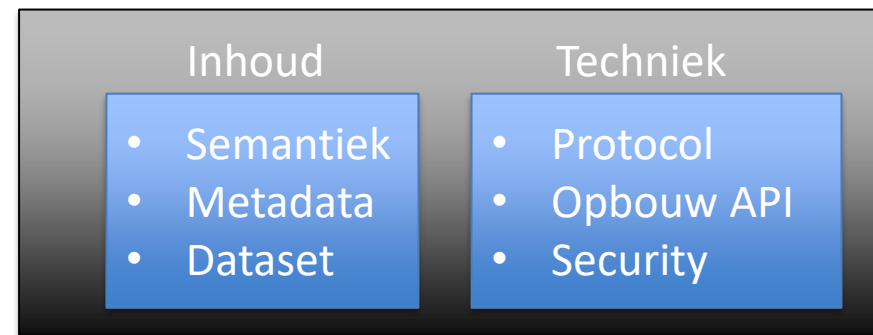 Inhoud
• Semantiek
• Metadata
• Dataset
Techniek
• Protocol
• Opbouw API
• Security